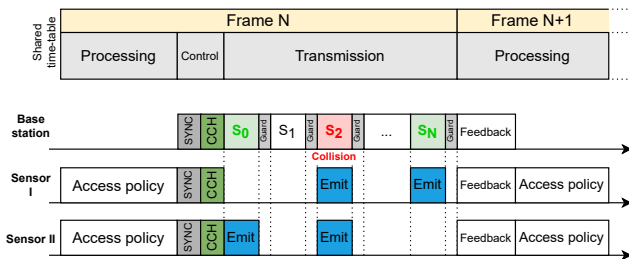 Frame N Frame N+1
Shared
time-table
Processing Control Transmission Processing
Base
station
SYNC CCH S0 Guard S1 Guard S2 Guard ... SN Guard Feedback
Collision
Sensor
I
Access policy SYNC CCH Emit Emit Feedback Access policy
Sensor II Access policy SYNC CCH Emit Emit Feedback Access policy